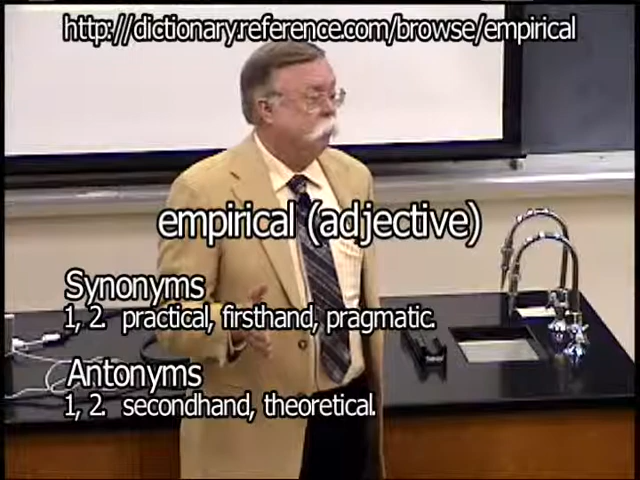 http://dictionary.reference.com/browse/empirical
empirical (adjective)
Synonyms
1, 2. practical, firsthand, pragmatic.
Antonyms
1, 2. secondhand, theoretical.